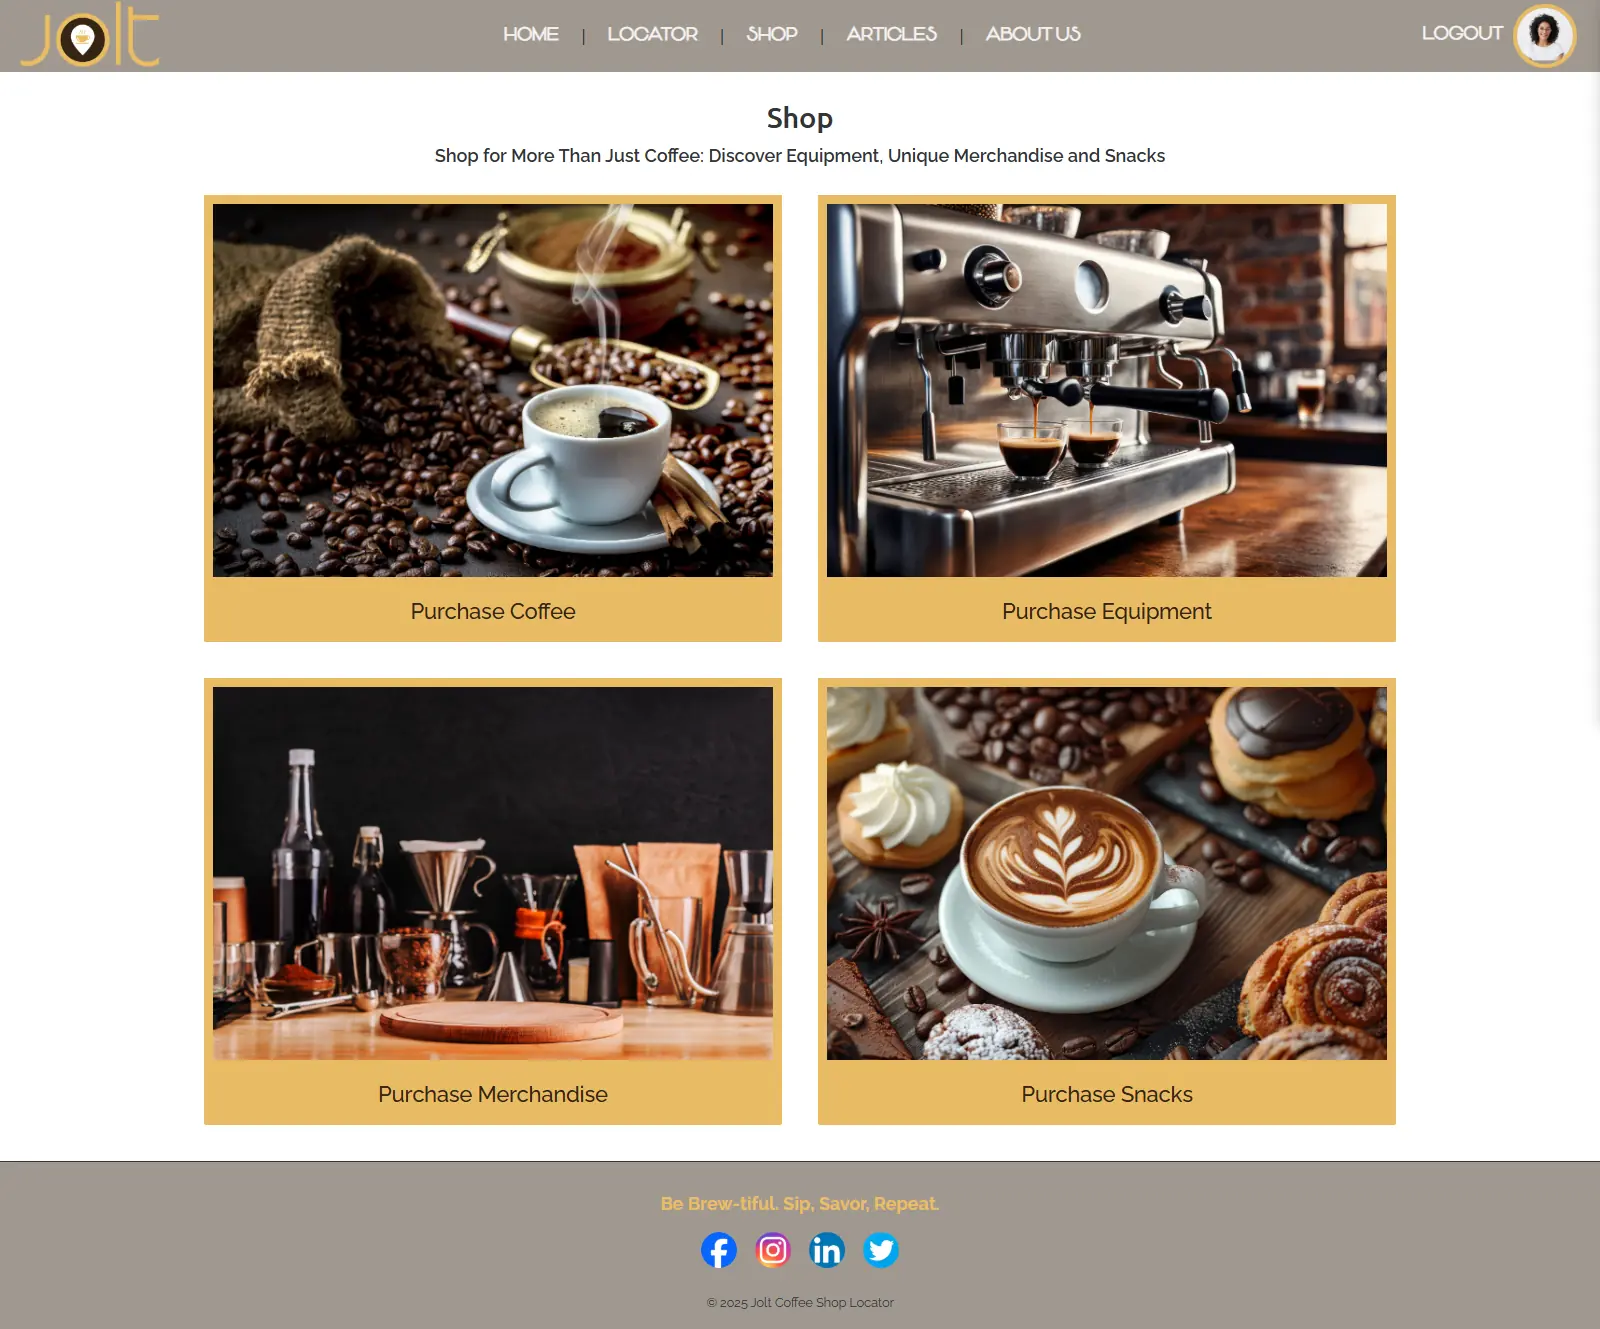 Jolt
HOME | LOCATOR | SHOP | ARTICLES | ABOUT US
LOGOUT
Shop
Shop for More Than Just Coffee: Discover Equipment, Unique Merchandise and Snacks
Purchase Coffee
Purchase Equipment
Purchase Merchandise
Purchase Snacks
Be Brew-tiful. Sip, Savor, Repeat.
© 2025 Jolt Coffee Shop Locator